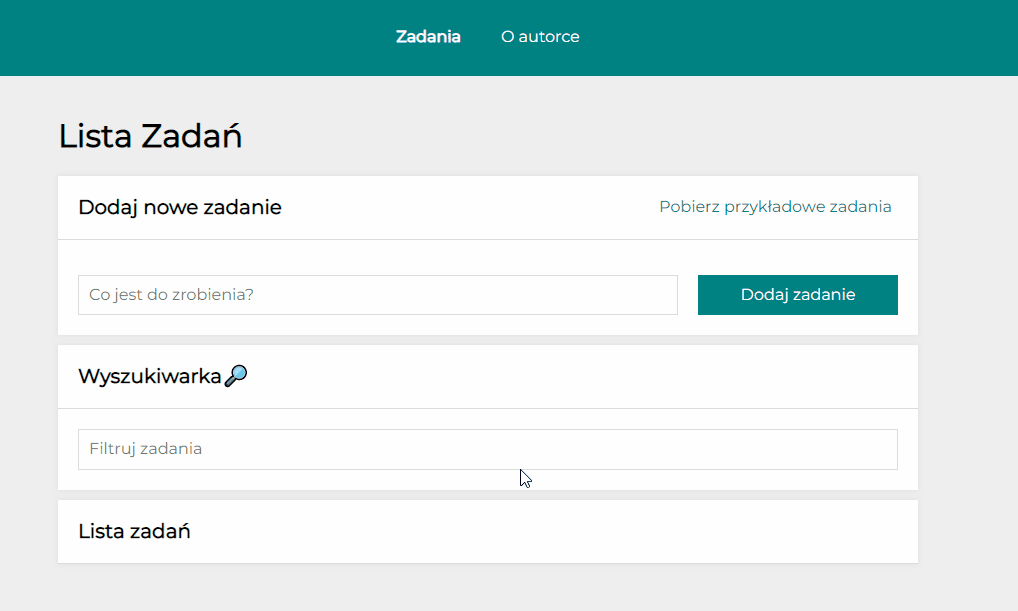 Zadania O autorce
Lista Zadań
Dodaj nowe zadanie Pobierz przykładowe zadania
Co jest do zrobienia? Dodaj zadanie
Wyszukiwarka🔎
Filtruj zadania
Lista zadań